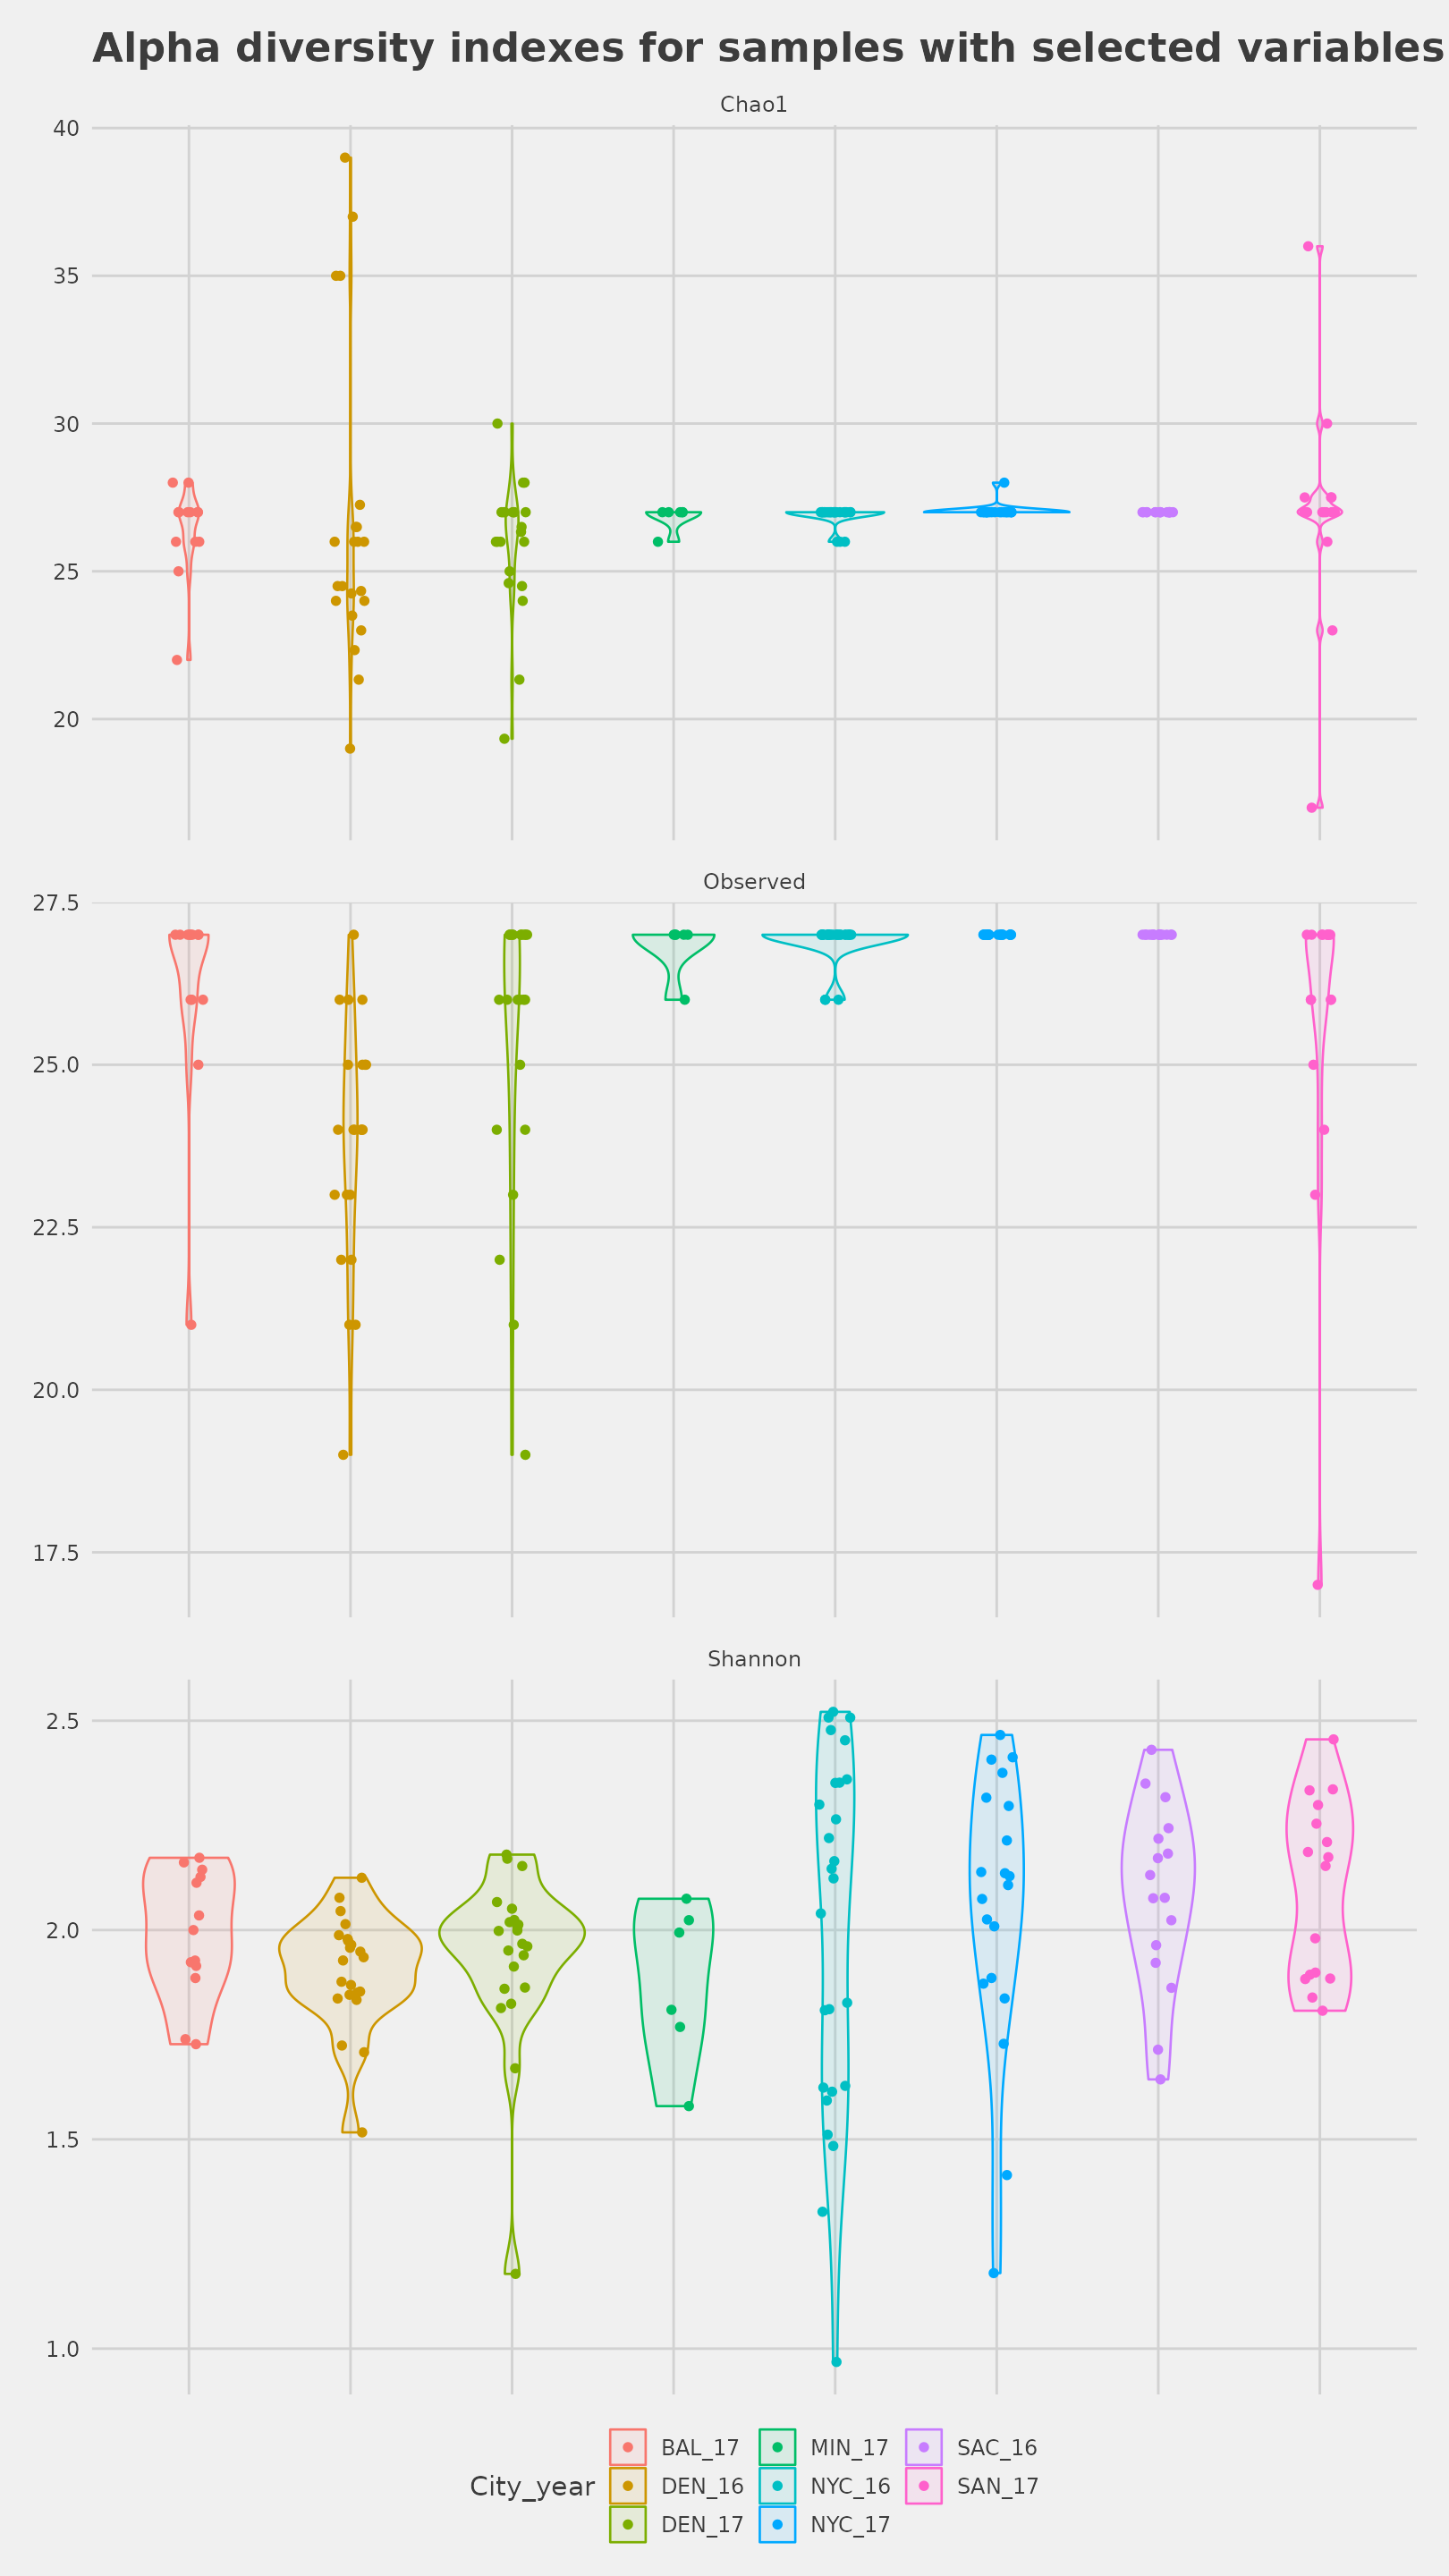 Alpha diversity indexes for samples with selected variables
Chao1
40
35
30
25
20
Observed
27.5
25.0
22.5
20.0
17.5
Shannon
2.5
2.0
1.5
1.0
City_year
BAL_17
DEN_16
DEN_17
MIN_17
NYC_16
NYC_17
SAC_16
SAN_17